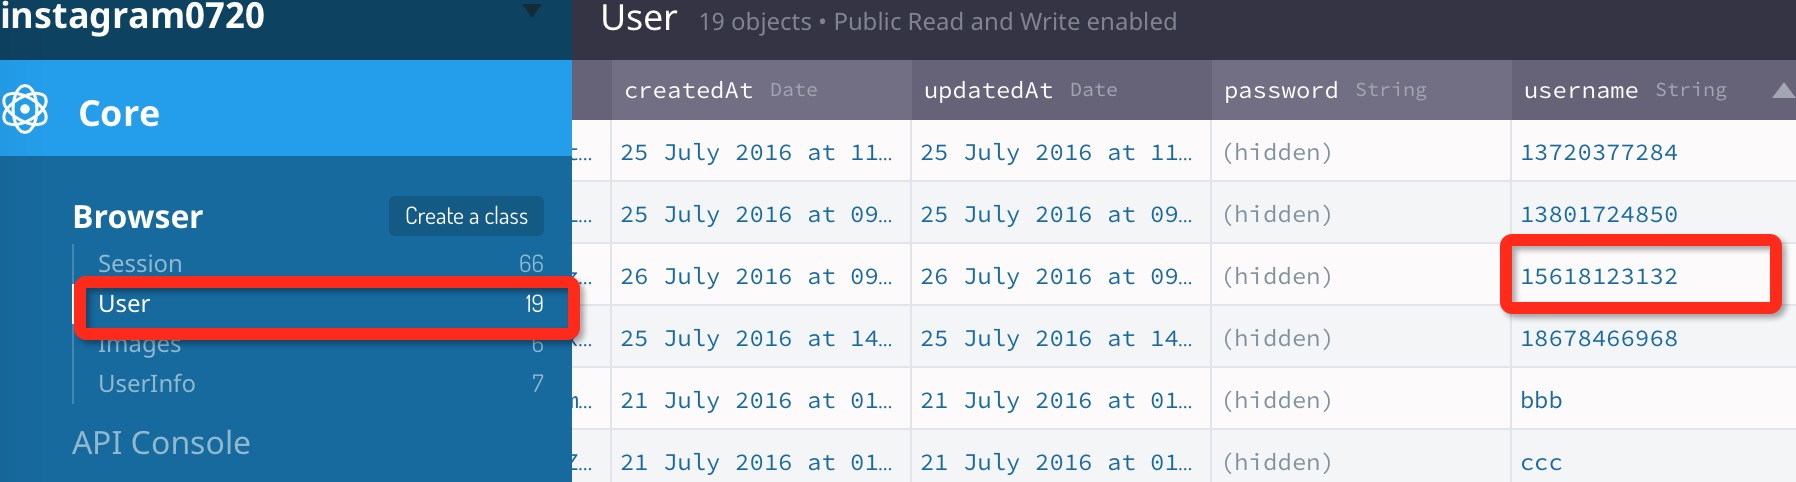 instagram0720
Core
Browser
Create a class
Session 66
User 19
Images 6
UserInfo 7
API Console
User 19 objects • Public Read and Write enabled
createdAt Date updatedAt Date password String username String
25 July 2016 at 11… 25 July 2016 at 11… (hidden) 13720377284
25 July 2016 at 09… 25 July 2016 at 09… (hidden) 13801724850
26 July 2016 at 09… 26 July 2016 at 09… (hidden) 15618123132
25 July 2016 at 14… 25 July 2016 at 14… (hidden) 18678466968
21 July 2016 at 01… 21 July 2016 at 01… (hidden) bbb
21 July 2016 at 01… 21 July 2016 at 01… (hidden) ccc